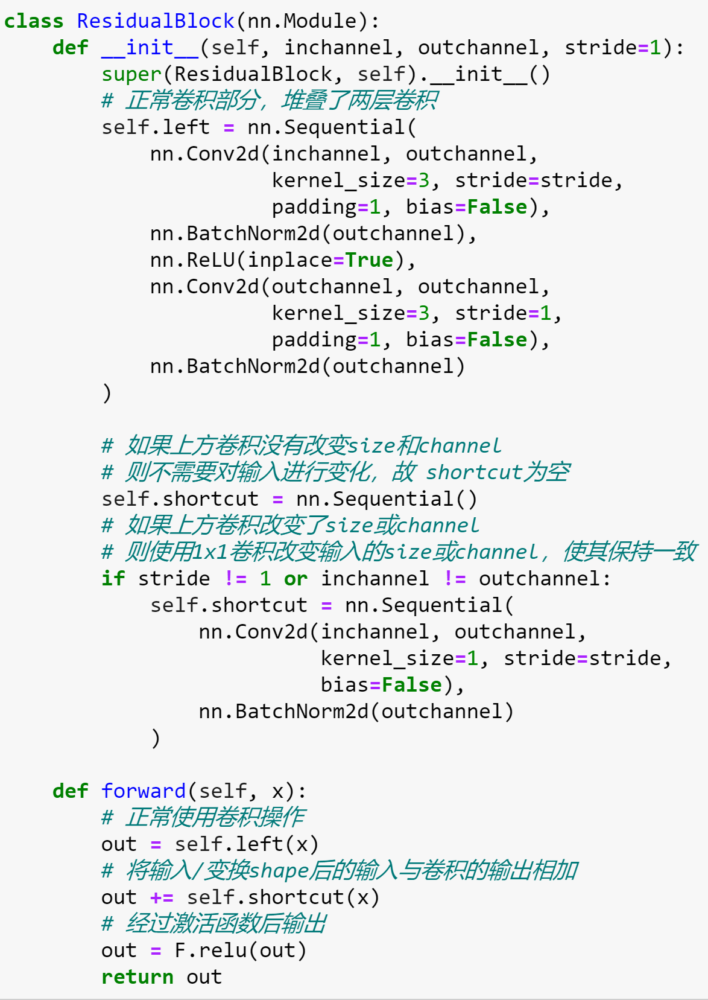 class ResidualBlock(nn.Module):
    def __init__(self, inchannel, outchannel, stride=1):
        super(ResidualBlock, self).__init__()
        # 正常卷积部分，堆叠了两层卷积
        self.left = nn.Sequential(
            nn.Conv2d(inchannel, outchannel,
                      kernel_size=3, stride=stride,
                      padding=1, bias=False),
            nn.BatchNorm2d(outchannel),
            nn.ReLU(inplace=True),
            nn.Conv2d(outchannel, outchannel,
                      kernel_size=3, stride=1,
                      padding=1, bias=False),
            nn.BatchNorm2d(outchannel)
        )

        # 如果上方卷积没有改变size和channel
        # 则不需要对输入进行变化，故 shortcut为空
        self.shortcut = nn.Sequential()
        # 如果上方卷积改变了size或channel
        # 则使用1x1卷积改变输入的size或channel，使其保持一致
        if stride != 1 or inchannel != outchannel:
            self.shortcut = nn.Sequential(
                nn.Conv2d(inchannel, outchannel,
                          kernel_size=1, stride=stride,
                          bias=False),
                nn.BatchNorm2d(outchannel)
            )

    def forward(self, x):
        # 正常使用卷积操作
        out = self.left(x)
        # 将输入/变换shape后的输入与卷积的输出相加
        out += self.shortcut(x)
        # 经过激活函数后输出
        out = F.relu(out)
        return out